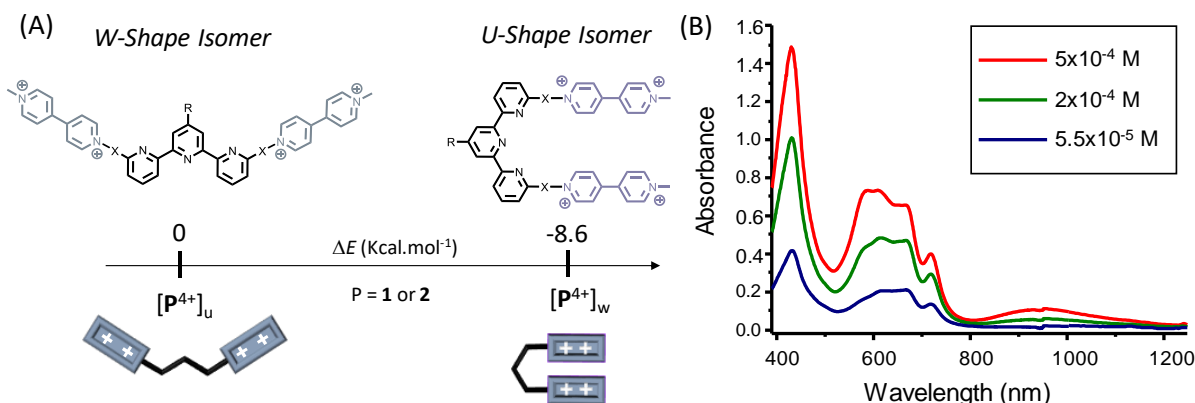 (A)
W-Shape Isomer
U-Shape Isomer
R
N
N
N
X
X
N
N
N
N
⊕
⊕
⊕
⊕
R
N
N
N
X
X
N
N
N
N
⊕
⊕
⊕
⊕
0
-8.6
ΔE (Kcal.mol⁻¹)
[P⁴⁺]ᵤ
P = 1 or 2
[P⁴⁺]w
+ +
+ +
+ +
+ +
(B)
5x10⁻⁴ M
2x10⁻⁴ M
5.5x10⁻⁵ M
Absorbance
1.6
1.4
1.2
1.0
0.8
0.6
0.4
0.2
0.0
400 600 800 1000 1200
Wavelength (nm)